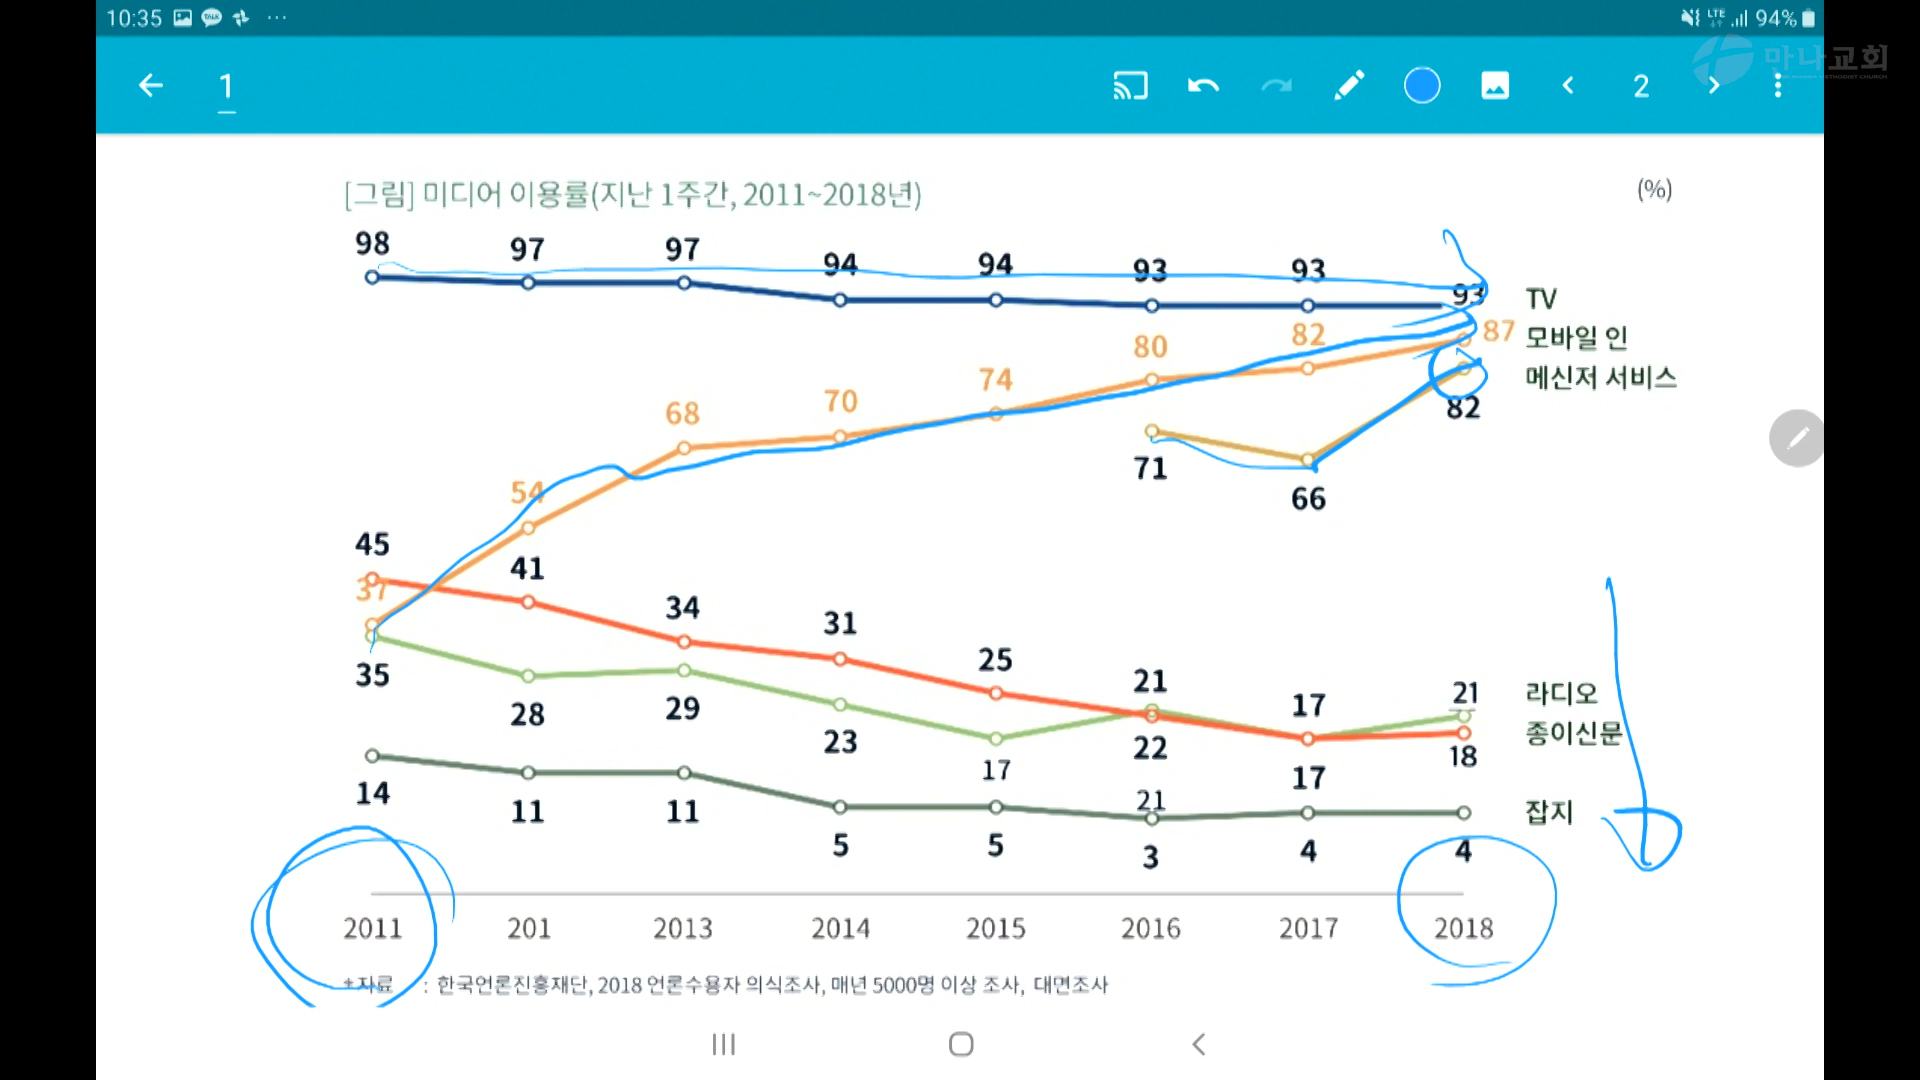 10:35 TALK ··· LTE 94%
마나교회
1 2
[그림] 미디어 이용률(지난 1주간, 2011~2018년) (%)
98 97 97 94 94 93 93 93 TV
37 54 68 70 74 80 82 87 모바일 인
71 66 82 메신저 서비스
45 41 34 31 25 21 17 21 라디오
35 28 29 23 17 22 17 18 종이신문
21
14 11 11 5 5 3 4 4 잡지
2011 201 2013 2014 2015 2016 2017 2018
*자료 : 한국언론진흥재단, 2018 언론수용자 의식조사, 매년 5000명 이상 조사, 대면조사